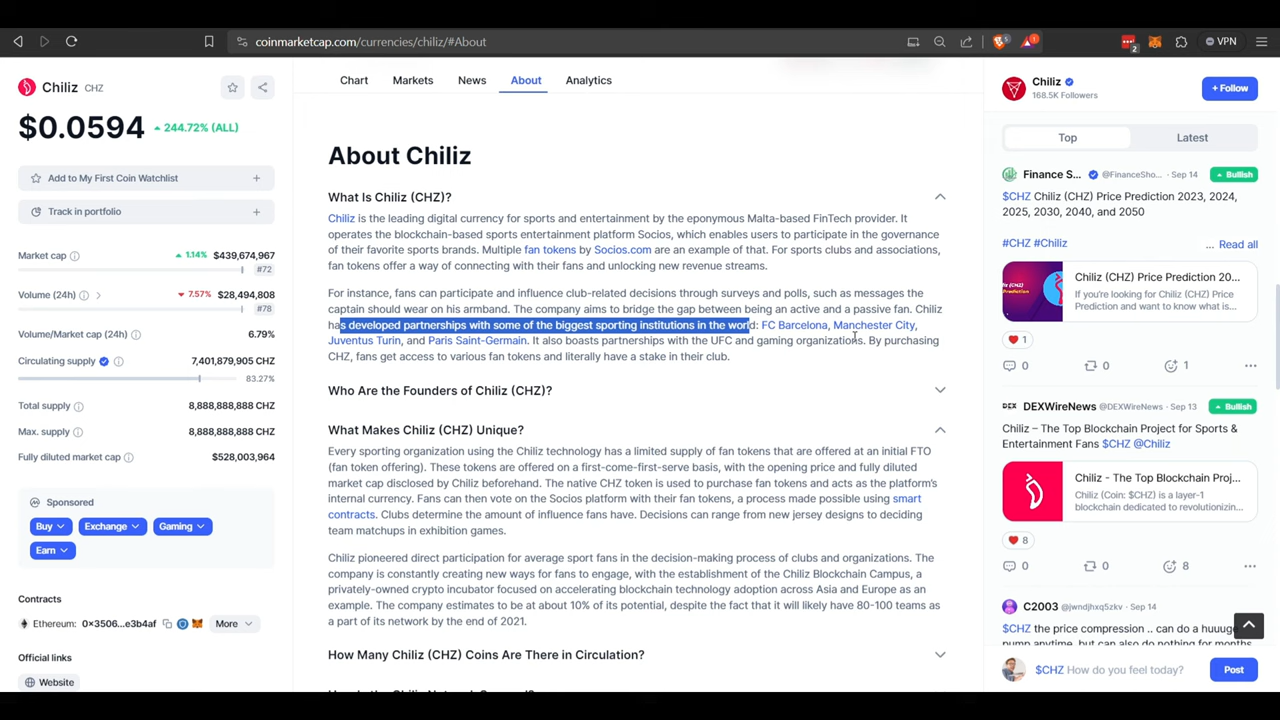 coinmarketcap.com/currencies/chiliz/#About
5
1
2
VPN
Chiliz CHZ
$0.0594 244.72% (ALL)
Add to My First Coin Watchlist +
Track in portfolio +
Market cap 1.14% $439,674,967
#72
Volume (24h) 7.57% $28,494,808
#78
Volume/Market cap (24h) 6.79%
Circulating supply 7,401,879,905 CHZ
83.27%
Total supply 8,888,888,888 CHZ
Max. supply 8,888,888,888 CHZ
Fully diluted market cap $528,003,964
Sponsored
Buy Exchange Gaming
Earn
Contracts
Ethereum: 0x3506...e3b4af More
Official links
Website
Chart Markets News About Analytics
About Chiliz
What Is Chiliz (CHZ)?
Chiliz is the leading digital currency for sports and entertainment by the eponymous Malta-based FinTech provider. It
operates the blockchain-based sports entertainment platform Socios, which enables users to participate in the governance
of their favorite sports brands. Multiple fan tokens by Socios.com are an example of that. For sports clubs and associations,
fan tokens offer a way of connecting with their fans and unlocking new revenue streams.
For instance, fans can participate and influence club-related decisions through surveys and polls, such as messages the
captain should wear on his armband. The company aims to bridge the gap between being an active and a passive fan. Chiliz
has developed partnerships with some of the biggest sporting institutions in the world: FC Barcelona, Manchester City,
Juventus Turin, and Paris Saint-Germain. It also boasts partnerships with the UFC and gaming organizations. By purchasing
CHZ, fans get access to various fan tokens and literally have a stake in their club.
Who Are the Founders of Chiliz (CHZ)?
What Makes Chiliz (CHZ) Unique?
Every sporting organization using the Chiliz technology has a limited supply of fan tokens that are offered at an initial FTO
(fan token offering). These tokens are offered on a first-come-first-serve basis, with the opening price and fully diluted
market cap disclosed by Chiliz beforehand. The native CHZ token is used to purchase fan tokens and acts as the platform's
internal currency. Fans can then vote on the Socios platform with their fan tokens, a process made possible using smart
contracts. Clubs determine the amount of influence fans have. Decisions can range from new jersey designs to deciding
team matchups in exhibition games.
Chiliz pioneered direct participation for average sport fans in the decision-making process of clubs and organizations. The
company is constantly creating new ways for fans to engage, with the establishment of the Chiliz Blockchain Campus, a
privately-owned crypto incubator focused on accelerating blockchain technology adoption across Asia and Europe as an
example. The company estimates to be at about 10% of its potential, despite the fact that it will likely have 80-100 teams as
a part of its network by the end of 2021.
How Many Chiliz (CHZ) Coins Are There in Circulation?
Chiliz
168.5K Followers
+ Follow
Top Latest
Finance S... @FinanceSho... · Sep 14 Bullish
$CHZ Chiliz (CHZ) Price Prediction 2023, 2024,
2025, 2030, 2040, and 2050
#CHZ #Chiliz ... Read all
Chiliz (CHZ) Price Prediction 20...
If you're looking for Chiliz (CHZ)
Price Prediction and want to know what is...
1
0 0 1
DEX DEXWireNews @DEXWireNews · Sep 13 Bullish
Chiliz – The Top Blockchain Project for Sports &
Entertainment Fans $CHZ @Chiliz
Chiliz - The Top Blockchain Proj...
Chiliz (Coin: $CHZ) is a layer-1
blockchain dedicated to revolutionizin...
8
0 0 8
C2003 @jwndjhxq5zkv · Sep 14
$CHZ the price compression .. can do a huuuge
pump anytime, but can also do nothing for months
$CHZ How do you feel today? Post